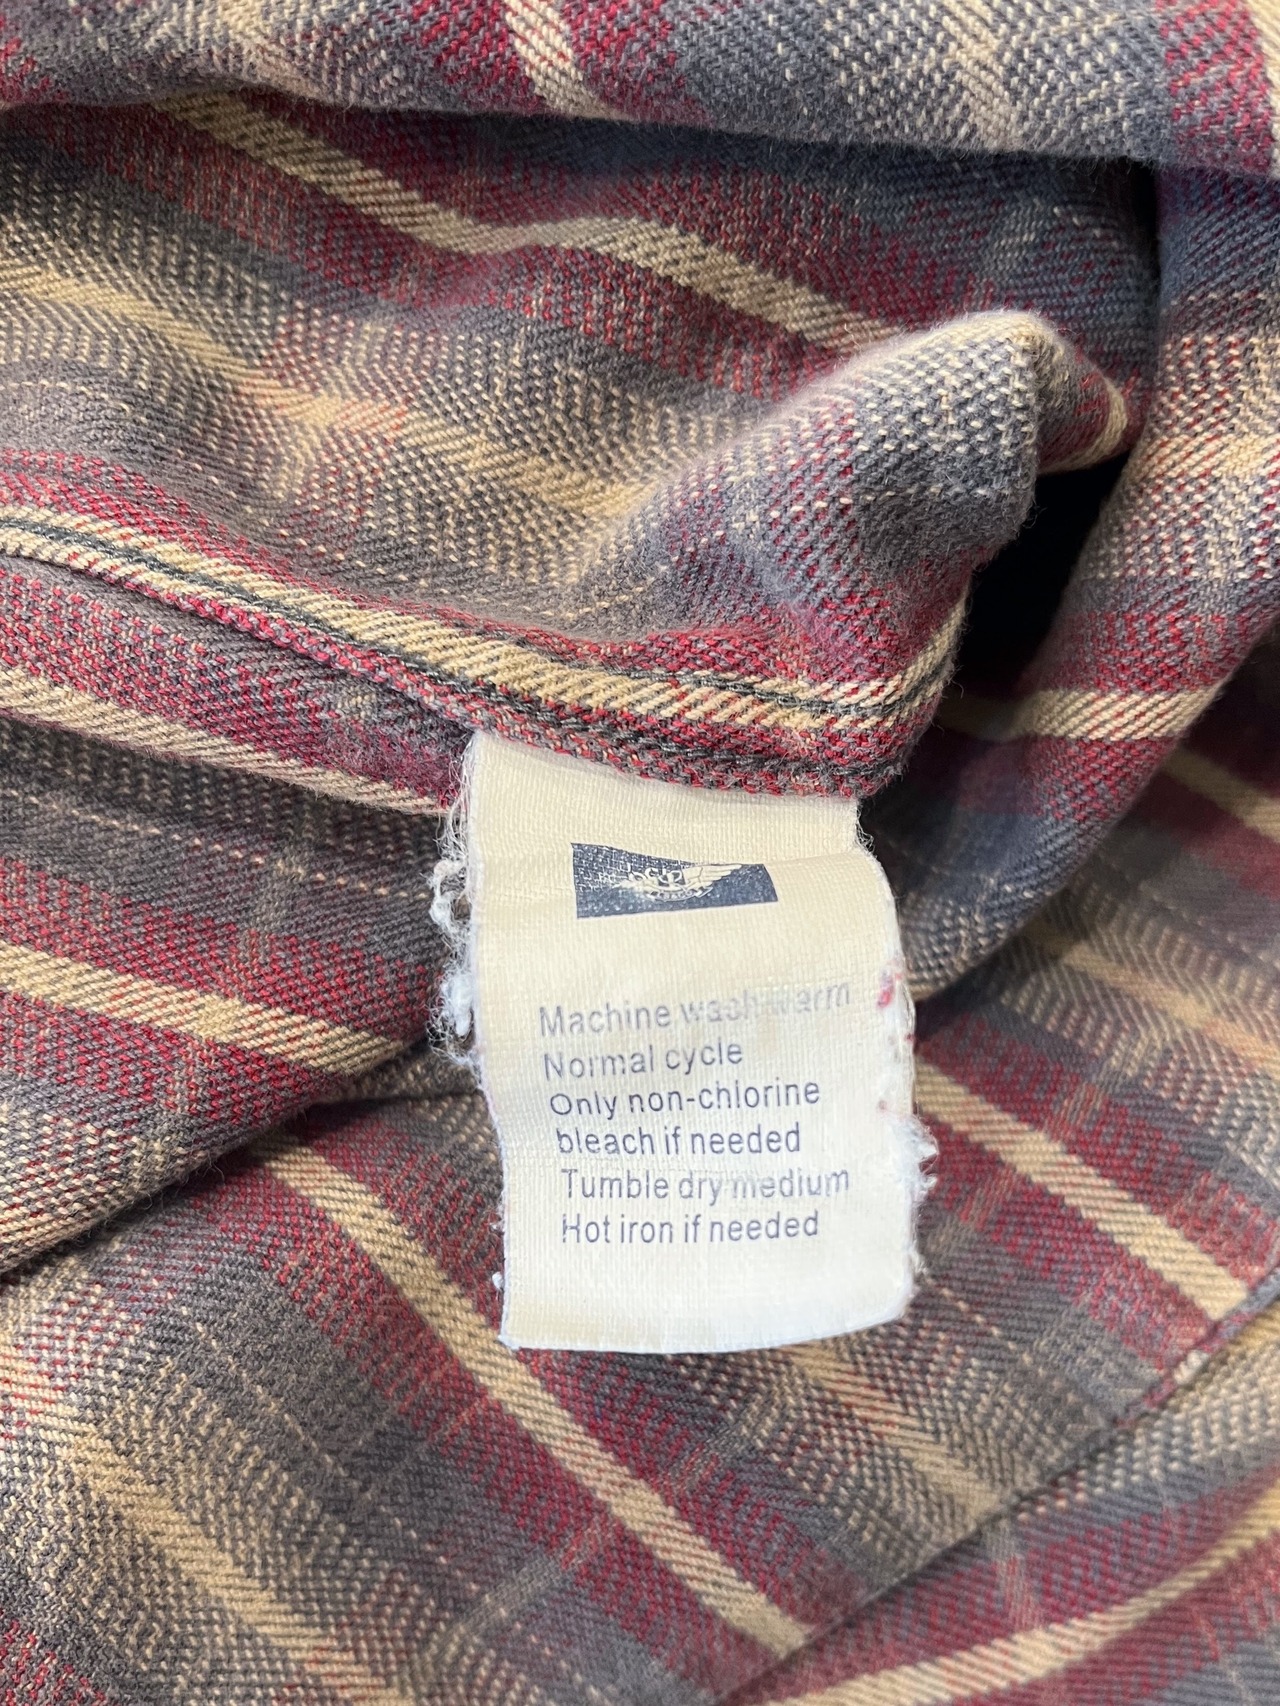 Machine wash warm
Normal cycle
Only non-chlorine
bleach if needed
Tumble dry medium
Hot iron if needed